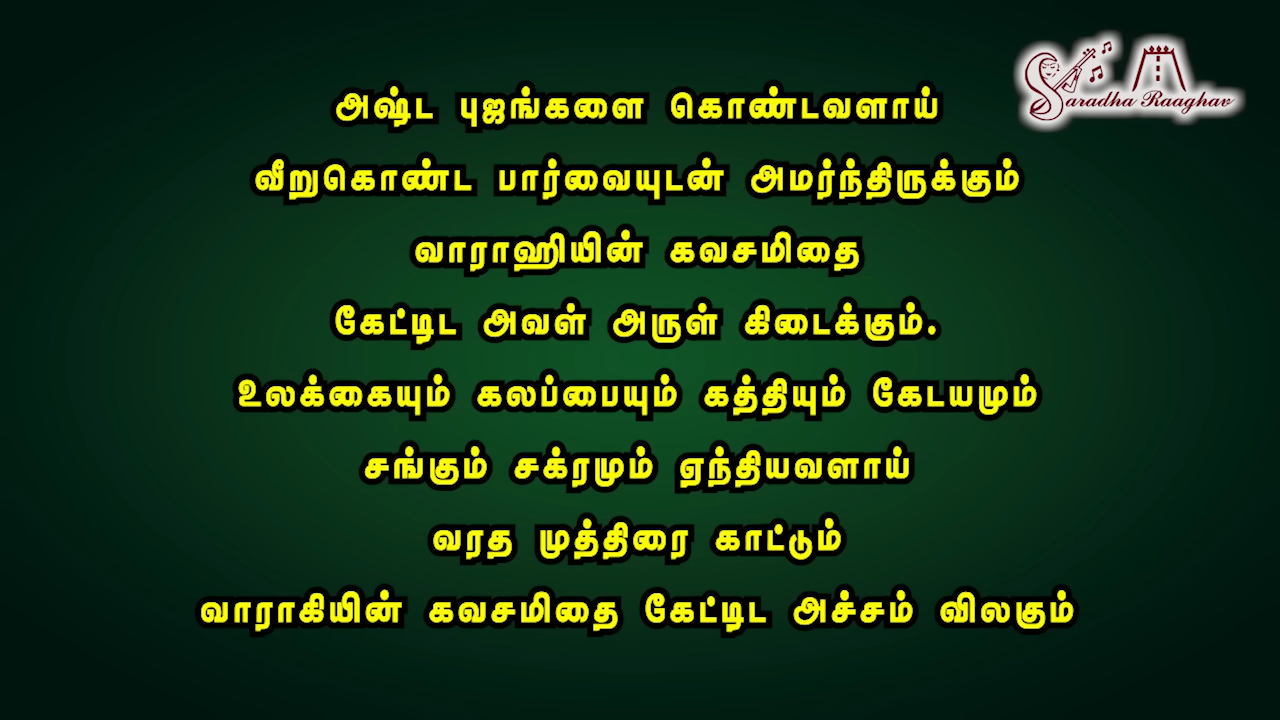 Saradha Raaghav
அஷ்ட புஜங்களை கொண்டவளாய்
வீறுகொண்ட பார்வையுடன் அமர்ந்திருக்கும்
வாராஹியின் கவசமிதை
கேட்டிட அவள் அருள் கிடைக்கும்.
உலக்கையும் கலப்பையும் கத்தியும் கேடயமும்
சங்கும் சக்ரமும் ஏந்தியவளாய்
வரத முத்திரை காட்டும்
வாராகியின் கவசமிதை கேட்டிட அச்சம் விலகும்